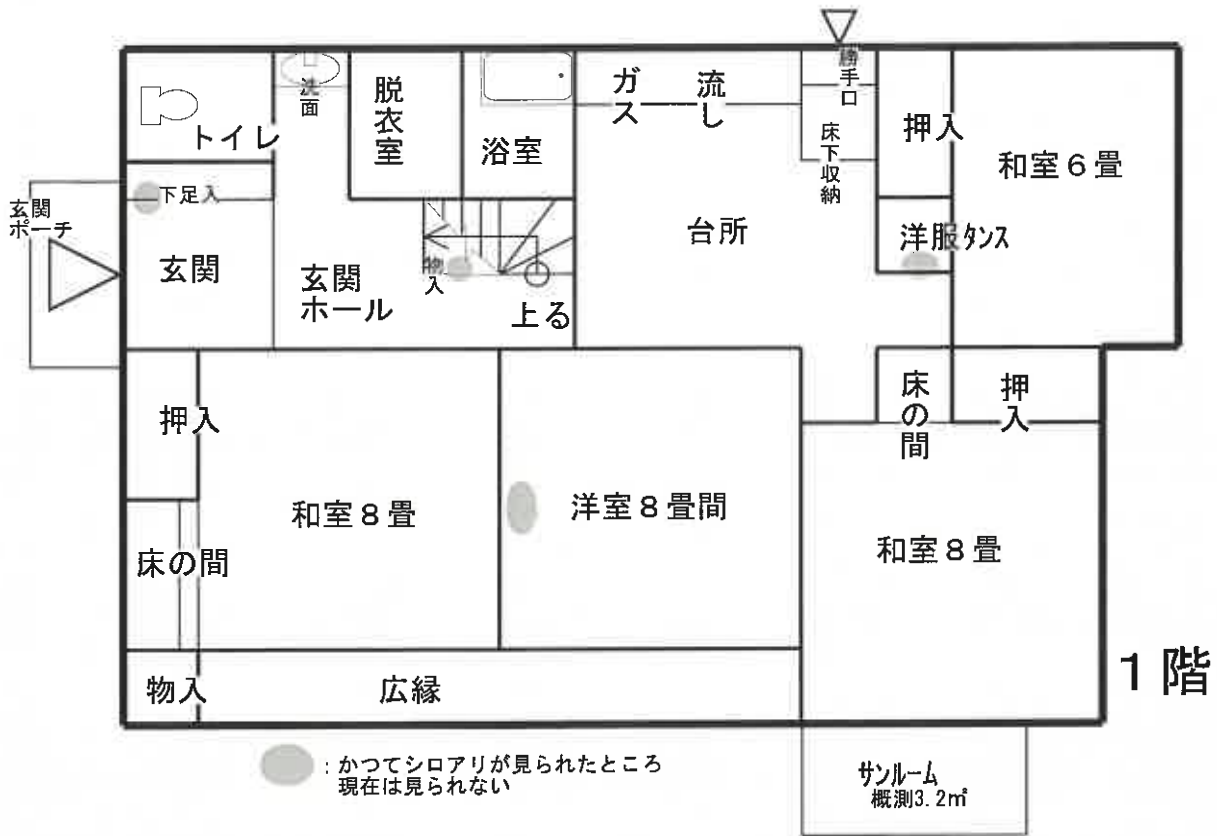 勝手口
洗面
脱衣室
ガス
流し
トイレ
浴室
床下収納
押入
和室６畳
下足入
玄関
ポーチ
台所
洋服タンス
玄関
玄関
ホール
物入
上る
押入
床の間
押入
和室８畳
洋室８畳間
和室８畳
床の間
１階
物入
広縁
：かつてシロアリが見られたところ
現在は見られない
サンルーム
概測3.2㎡